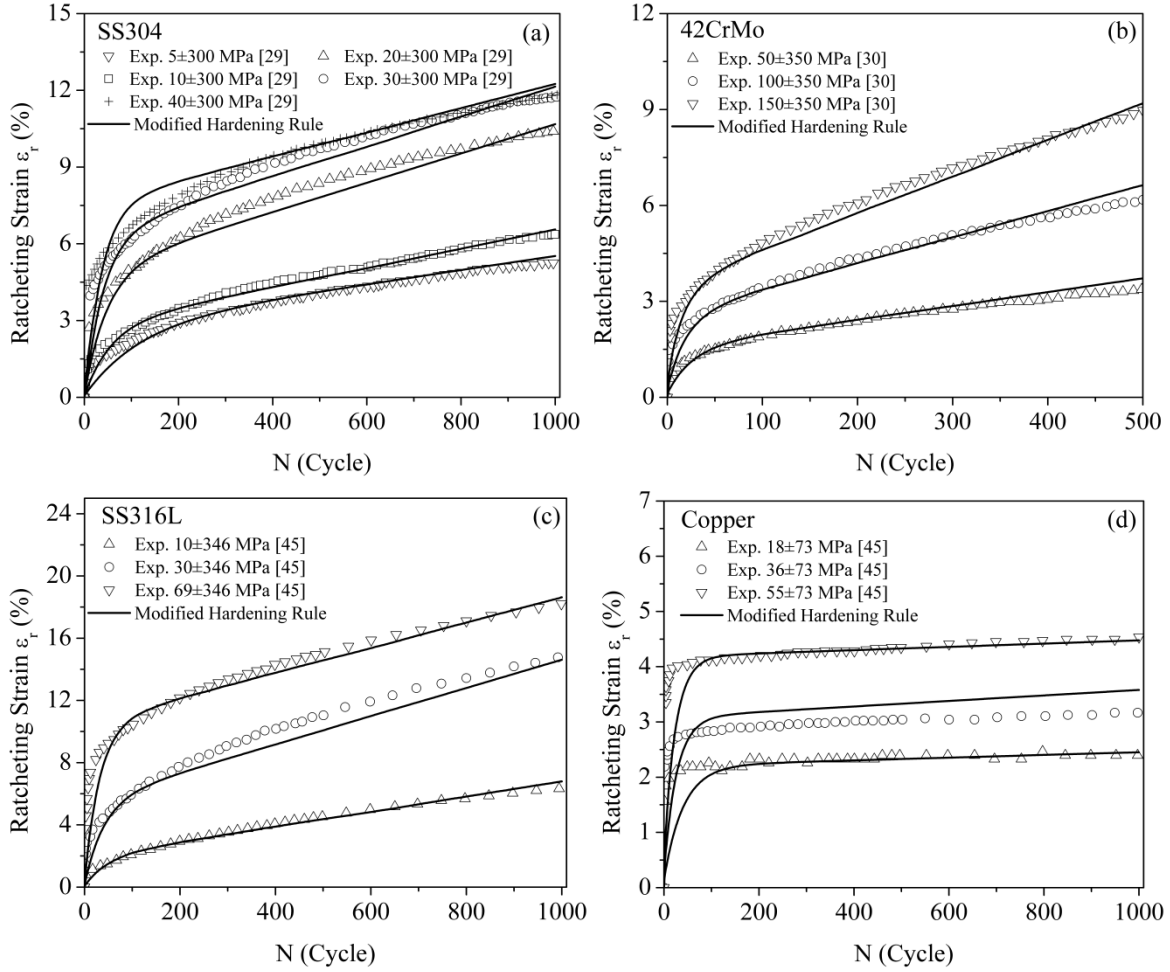 SS304
(a)
Exp. 5±300 MPa [29]
Exp. 20±300 MPa [29]
Exp. 10±300 MPa [29]
Exp. 30±300 MPa [29]
Exp. 40±300 MPa [29]
Modified Hardening Rule
Ratcheting Strain εr (%)
15
12
9
6
3
0
0 200 400 600 800 1000
N (Cycle)
42CrMo
(b)
Exp. 50±350 MPa [30]
Exp. 100±350 MPa [30]
Exp. 150±350 MPa [30]
Modified Hardening Rule
Ratcheting Strain εr (%)
12
9
6
3
0
0 100 200 300 400 500
N (Cycle)
SS316L
(c)
Exp. 10±346 MPa [45]
Exp. 30±346 MPa [45]
Exp. 69±346 MPa [45]
Modified Hardening Rule
Ratcheting Strain εr (%)
24
20
16
12
8
4
0
0 200 400 600 800 1000
N (Cycle)
Copper
(d)
Exp. 18±73 MPa [45]
Exp. 36±73 MPa [45]
Exp. 55±73 MPa [45]
Modified Hardening Rule
Ratcheting Strain εr (%)
7
6
5
4
3
2
1
0
0 200 400 600 800 1000
N (Cycle)